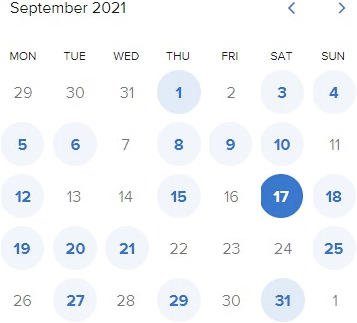 September 2021
MON TUE WED THU FRI SAT SUN
29 30 31 1 2 3 4
5 6 7 8 9 10 11
12 13 14 15 16 17 18
19 20 21 22 23 24 25
26 27 28 29 30 31 1